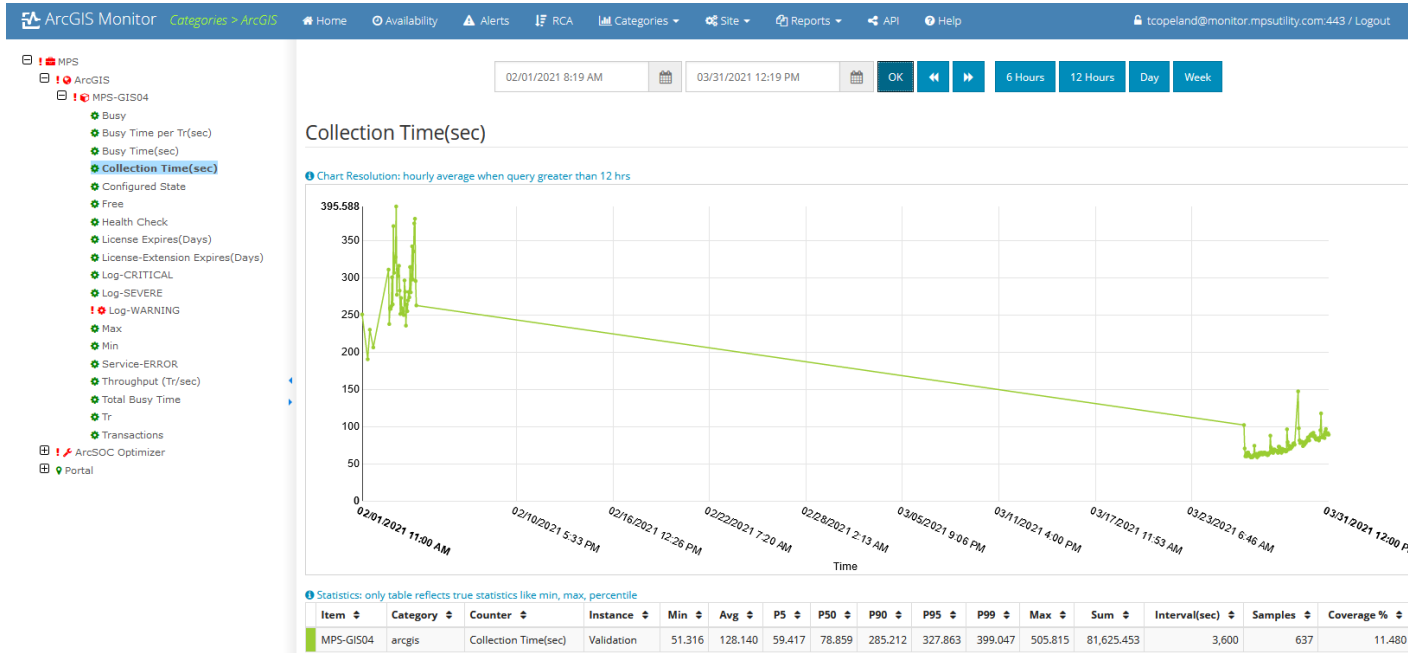 ArcGIS Monitor Categories > ArcGIS Home Availability Alerts RCA Categories Site Reports API Help tcopeland@monitor.mpsutility.com:443 / Logout
MPS
ArcGIS
MPS-GIS04
Busy
Busy Time per Tr(sec)
Busy Time(sec)
Collection Time(sec)
Configured State
Free
Health Check
License Expires(Days)
License-Extension Expires(Days)
Log-CRITICAL
Log-SEVERE
Log-WARNING
Max
Min
Service-ERROR
Throughput (Tr/sec)
Total Busy Time
Tr
Transactions
ArcSOC Optimizer
Portal
02/01/2021 8:19 AM 03/31/2021 12:19 PM OK 6 Hours 12 Hours Day Week
Collection Time(sec)
Chart Resolution: hourly average when query greater than 12 hrs
395.588
350
300
250
200
150
100
50
0
02/01/2021 11:00 AM 02/10/2021 5:33 PM 02/16/2021 12:26 PM 02/22/2021 7:20 AM 02/28/2021 2:13 AM 03/05/2021 9:06 PM 03/11/2021 4:00 PM 03/17/2021 11:53 AM 03/23/2021 6:46 AM 03/31/2021 12:00 P
Time
Statistics: only table reflects true statistics like min, max, percentile
Item Category Counter Instance Min Avg P5 P50 P90 P95 P99 Max Sum Interval(sec) Samples Coverage %
MPS-GIS04 arcgis Collection Time(sec) Validation 51.316 128.140 59.417 78.859 285.212 327.863 399.047 505.815 81,625.453 3,600 637 11.480